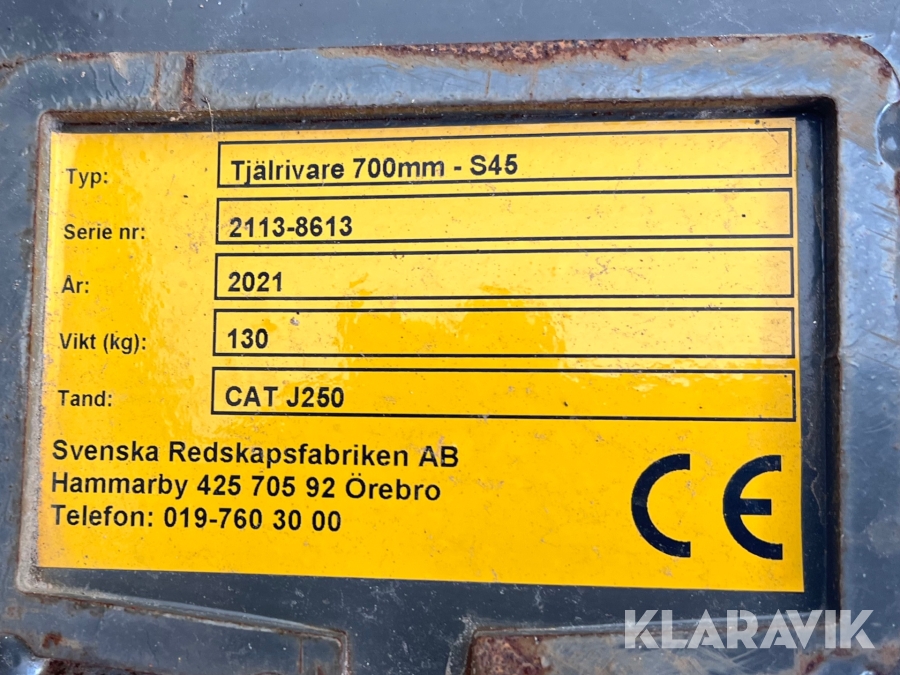 Typ: Tjälrivare 700mm - S45
Serie nr: 2113-8613
År: 2021
Vikt (kg): 130
Tand: CAT J250
Svenska Redskapsfabriken AB
Hammarby 425 705 92 Örebro
Telefon: 019-760 30 00
CE
KLARAVIK